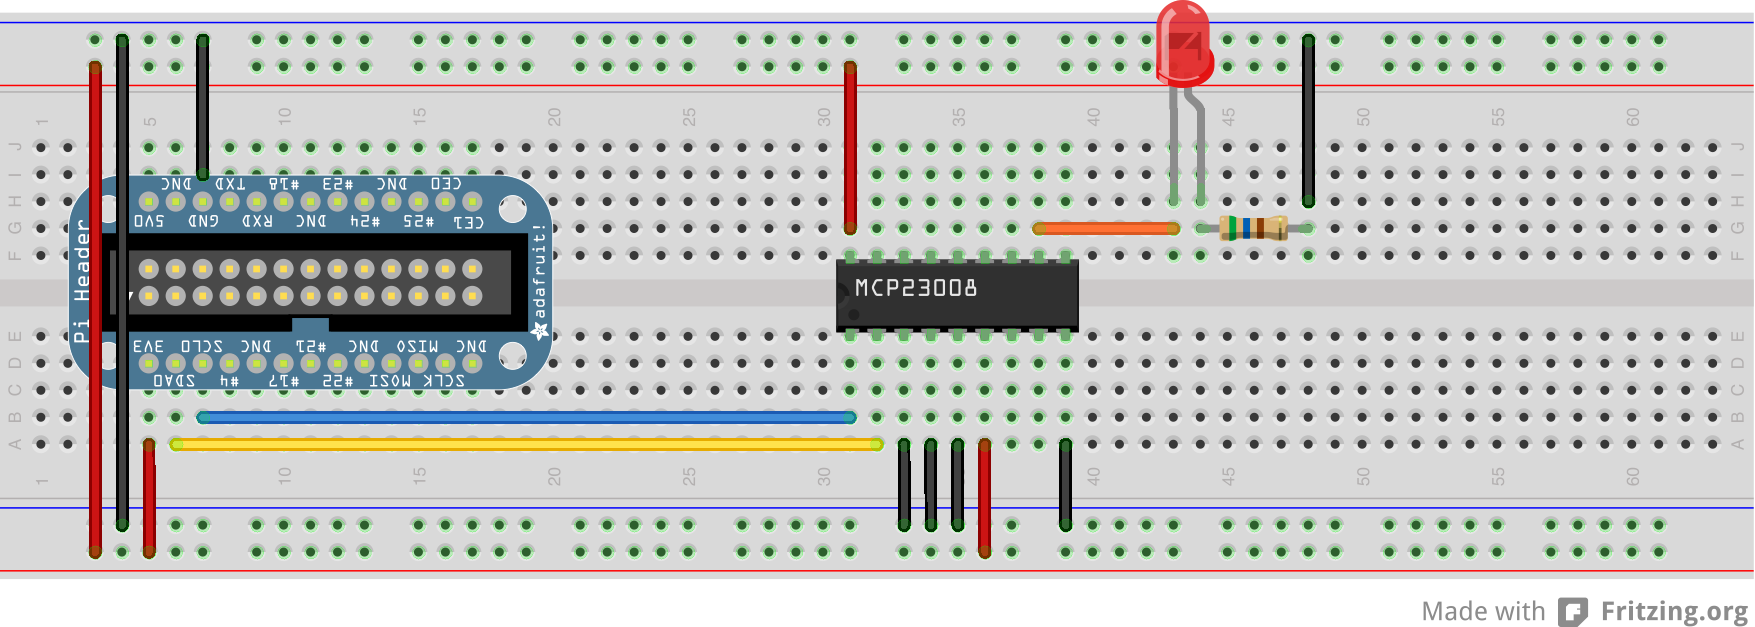 1 5 10 15 20 25 30 35 40 45 50 55 60
J J
I I
H H
G G
F F
DNC TXD #18 #23 DNC CE0
5V0 GND RXD DNC #24 #25 CE1
Pi Header
adafruit!
MCP23008
3V3 SCL0 DNC #21 DNC MISO DNC
SDA0 #4 #17 #22 MOSI SCLK
E E
D D
C C
B B
A A
1 10 15 20 25 30 40 45 50 55 60
Made with Fritzing.org